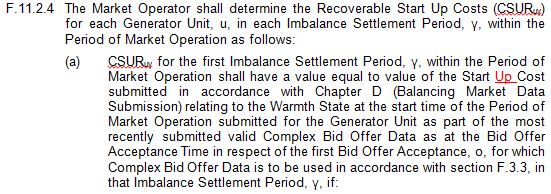 F.11.2.4 The Market Operator shall determine the Recoverable Start Up Costs (CSURuγ)
for each Generator Unit, u, in each Imbalance Settlement Period, γ, within the
Period of Market Operation as follows:
(a) CSURuγ for the first Imbalance Settlement Period, γ, within the Period of
Market Operation shall have a value equal to value of the Start Up Cost
submitted in accordance with Chapter D (Balancing Market Data
Submission) relating to the Warmth State at the start time of the Period of
Market Operation submitted for the Generator Unit as part of the most
recently submitted valid Complex Bid Offer Data as at the Bid Offer
Acceptance Time in respect of the first Bid Offer Acceptance, o, for which
Complex Bid Offer Data is to be used in accordance with section F.3.3, in
that Imbalance Settlement Period, γ, if: